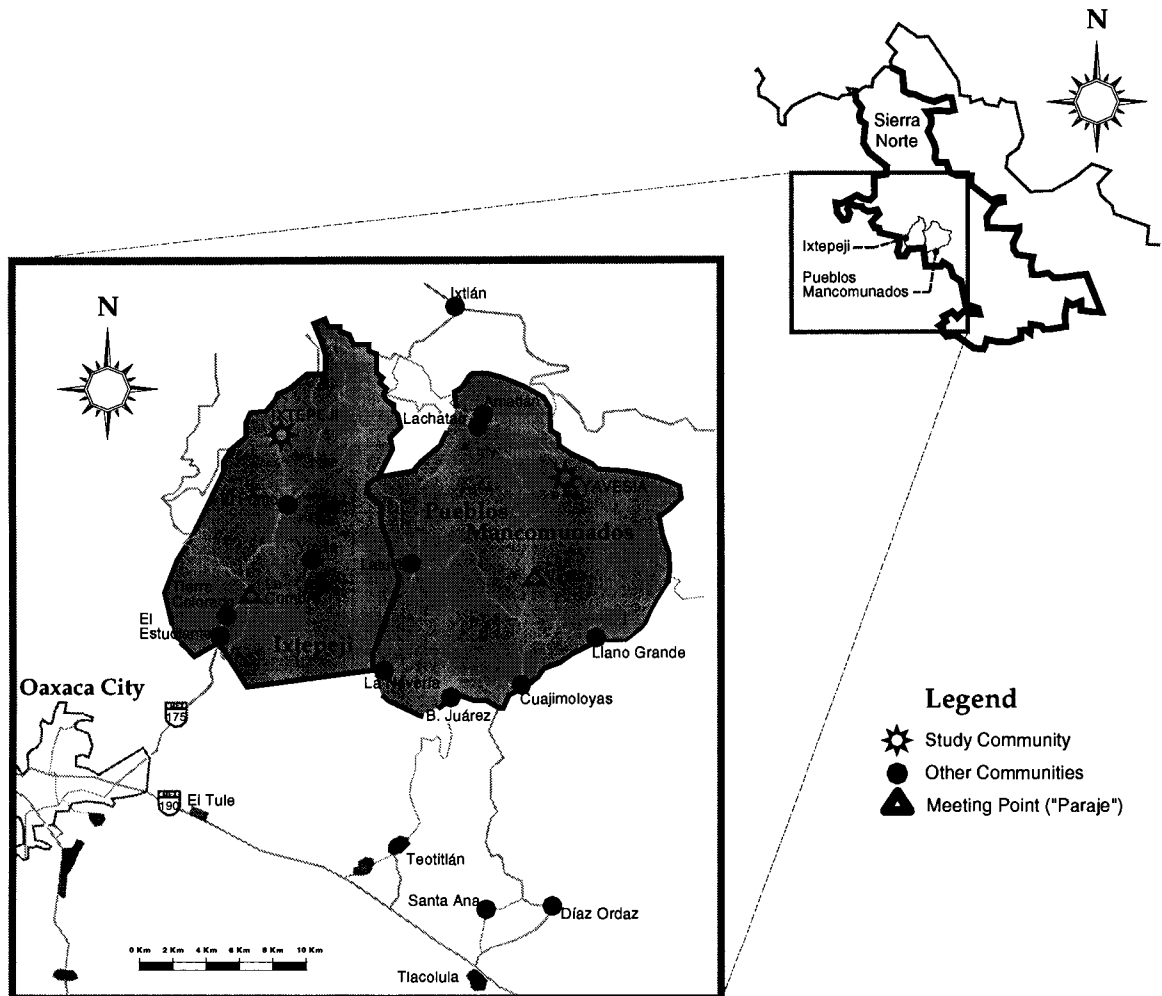 N
Sierra
Norte
Ixtepeji
Pueblos
Mancomunados
N
Ixtlán
IXTEPEJI
Amatlán
Lachatao
YAVESIA
Pueblos
Mancomunados
Tierra
Colorada
El
Estudiante
Ixtepeji
Llano Grande
La Nevería
Cuajimoloyas
B. Juárez
Oaxaca City
175
190
El Tule
Teotitlán
Santa Ana
Díaz Ordaz
Tlacolula
0 Km 2 Km 4 Km 6 Km 8 Km 10 Km
Legend
Study Community
Other Communities
Meeting Point ("Paraje")